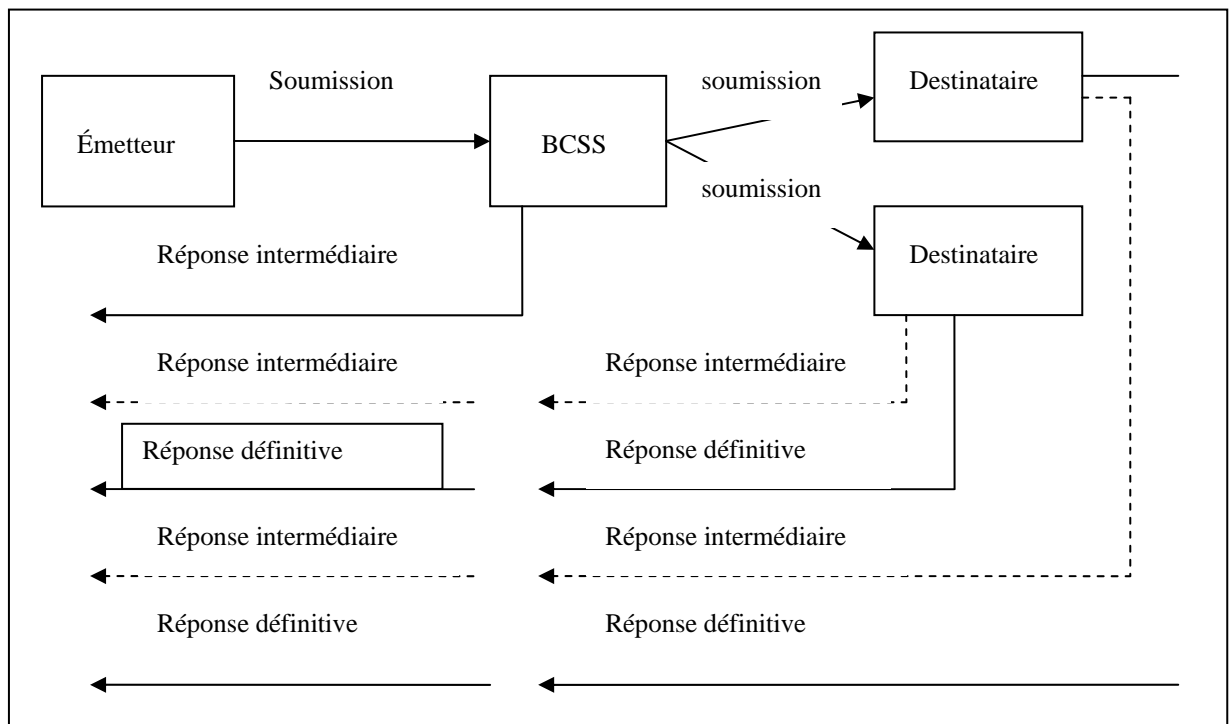 Soumission
soumission
Destinataire
Émetteur
BCSS
soumission
Réponse intermédiaire
Destinataire
Réponse intermédiaire
Réponse intermédiaire
Réponse définitive
Réponse définitive
Réponse intermédiaire
Réponse intermédiaire
Réponse définitive
Réponse définitive